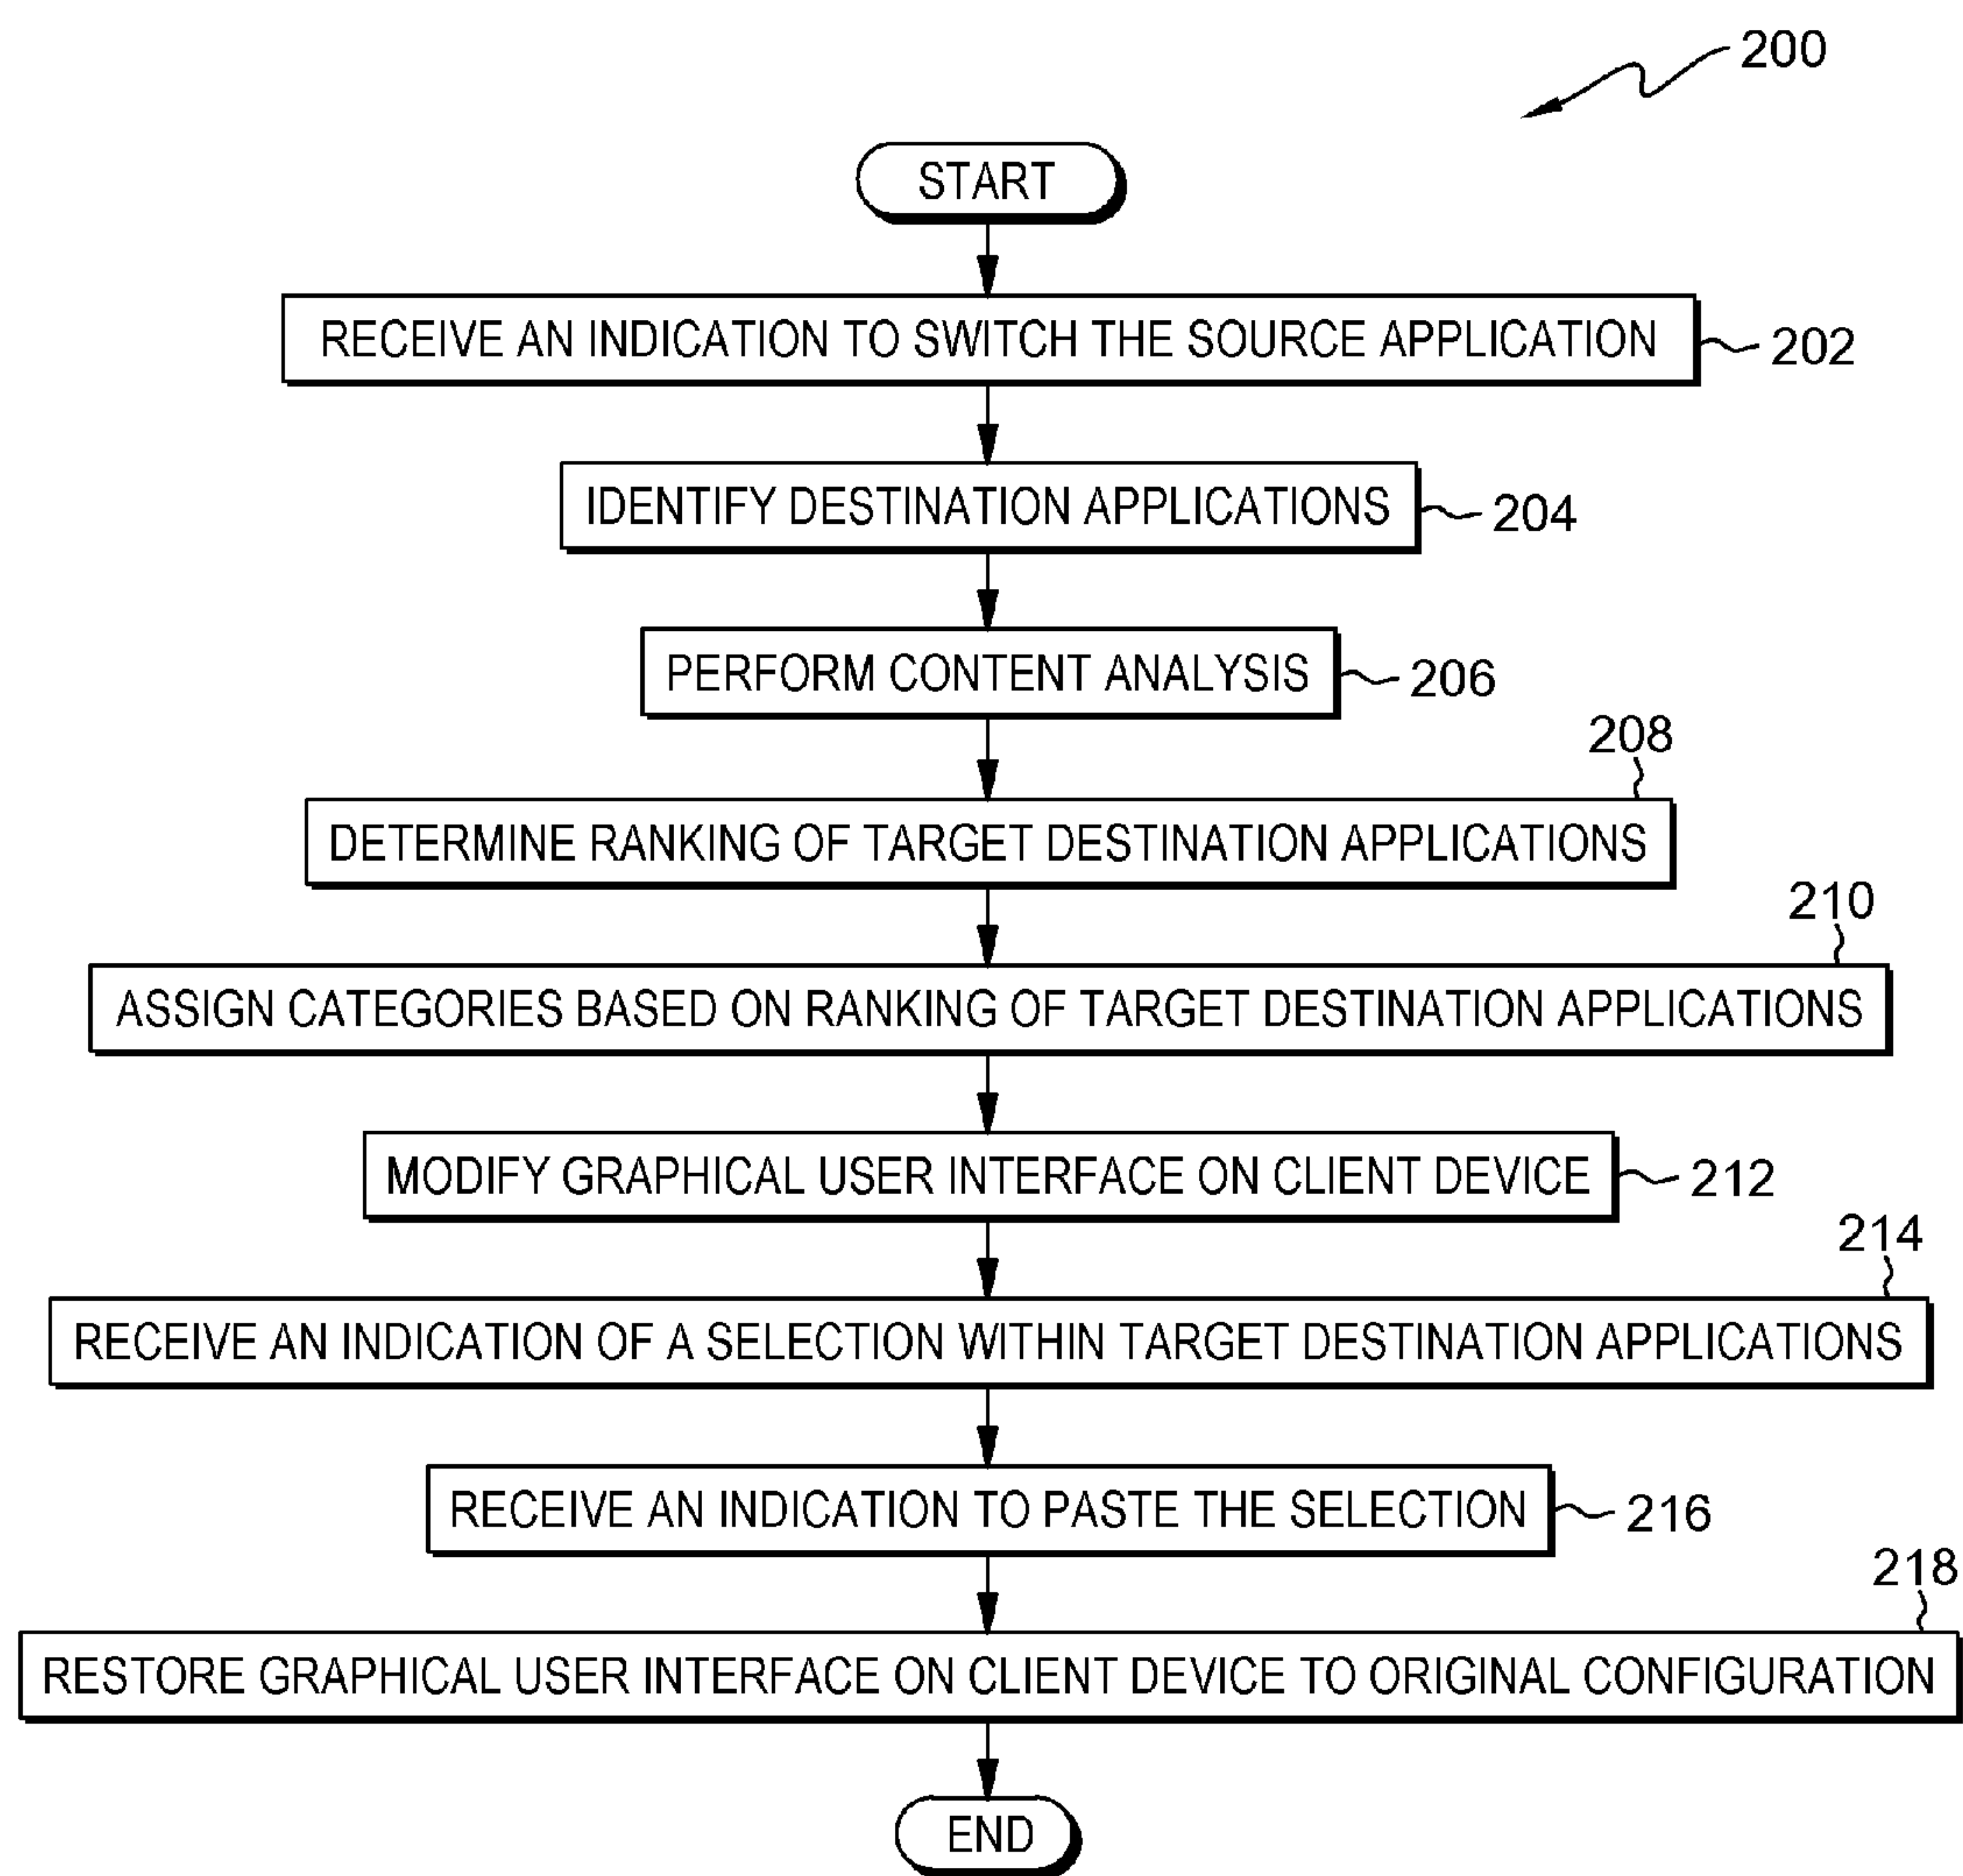 200
START
RECEIVE AN INDICATION TO SWITCH THE SOURCE APPLICATION
202
IDENTIFY DESTINATION APPLICATIONS
204
PERFORM CONTENT ANALYSIS
206
208
DETERMINE RANKING OF TARGET DESTINATION APPLICATIONS
210
ASSIGN CATEGORIES BASED ON RANKING OF TARGET DESTINATION APPLICATIONS
MODIFY GRAPHICAL USER INTERFACE ON CLIENT DEVICE
212
214
RECEIVE AN INDICATION OF A SELECTION WITHIN TARGET DESTINATION APPLICATIONS
RECEIVE AN INDICATION TO PASTE THE SELECTION
216
218
RESTORE GRAPHICAL USER INTERFACE ON CLIENT DEVICE TO ORIGINAL CONFIGURATION
END